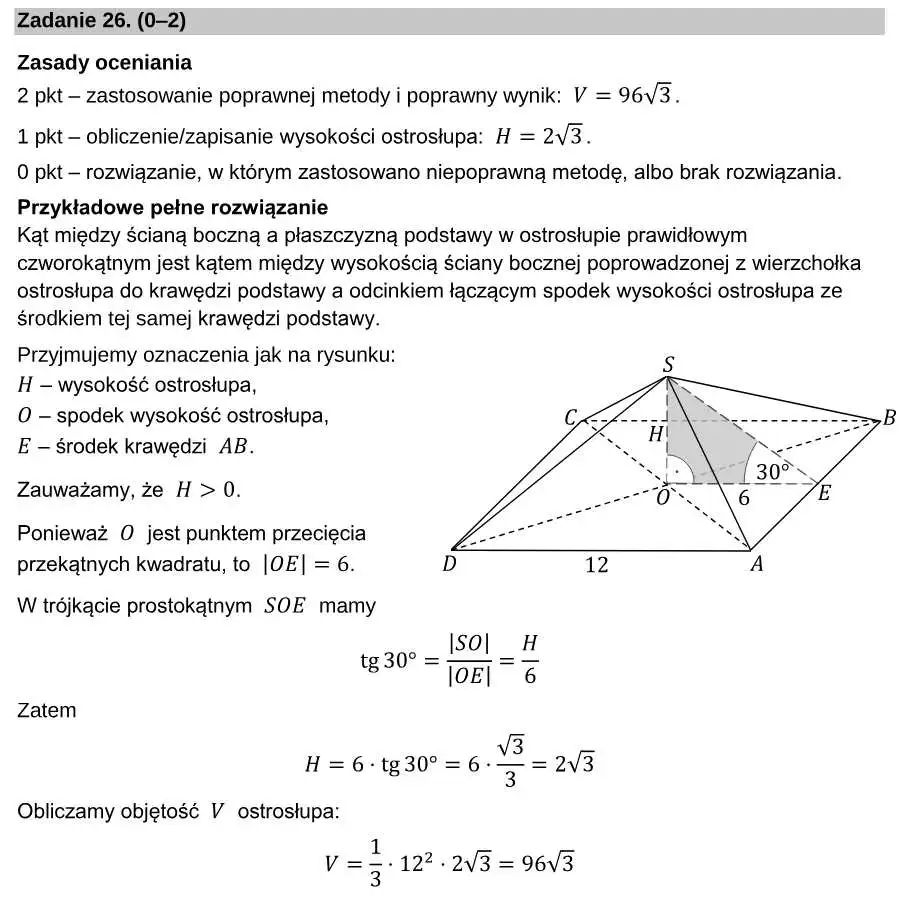 Zadanie 26. (0–2)
Zasady oceniania
2 pkt – zastosowanie poprawnej metody i poprawny wynik: V = 96√3.
1 pkt – obliczenie/zapisanie wysokości ostrosłupa: H = 2√3.
0 pkt – rozwiązanie, w którym zastosowano niepoprawną metodę, albo brak rozwiązania.
Przykładowe pełne rozwiązanie
Kąt między ścianą boczną a płaszczyzną podstawy w ostrosłupie prawidłowym
czworokątnym jest kątem między wysokością ściany bocznej poprowadzonej z wierzchołka
ostrosłupa do krawędzi podstawy a odcinkiem łączącym spodek wysokości ostrosłupa ze
środkiem tej samej krawędzi podstawy.
Przyjmujemy oznaczenia jak na rysunku:
H – wysokość ostrosłupa,
O – spodek wysokość ostrosłupa,
E – środek krawędzi AB.
Zauważamy, że H > 0.
Ponieważ O jest punktem przecięcia
przekątnych kwadratu, to |OE| = 6.
S
C
B
H
30°
O
6
E
D
12
A
W trójkącie prostokątnym SOE mamy
tg 30° = |SO| / |OE| = H / 6
Zatem
H = 6 · tg 30° = 6 · √3 / 3 = 2√3
Obliczamy objętość V ostrosłupa:
V = 1/3 · 12² · 2√3 = 96√3